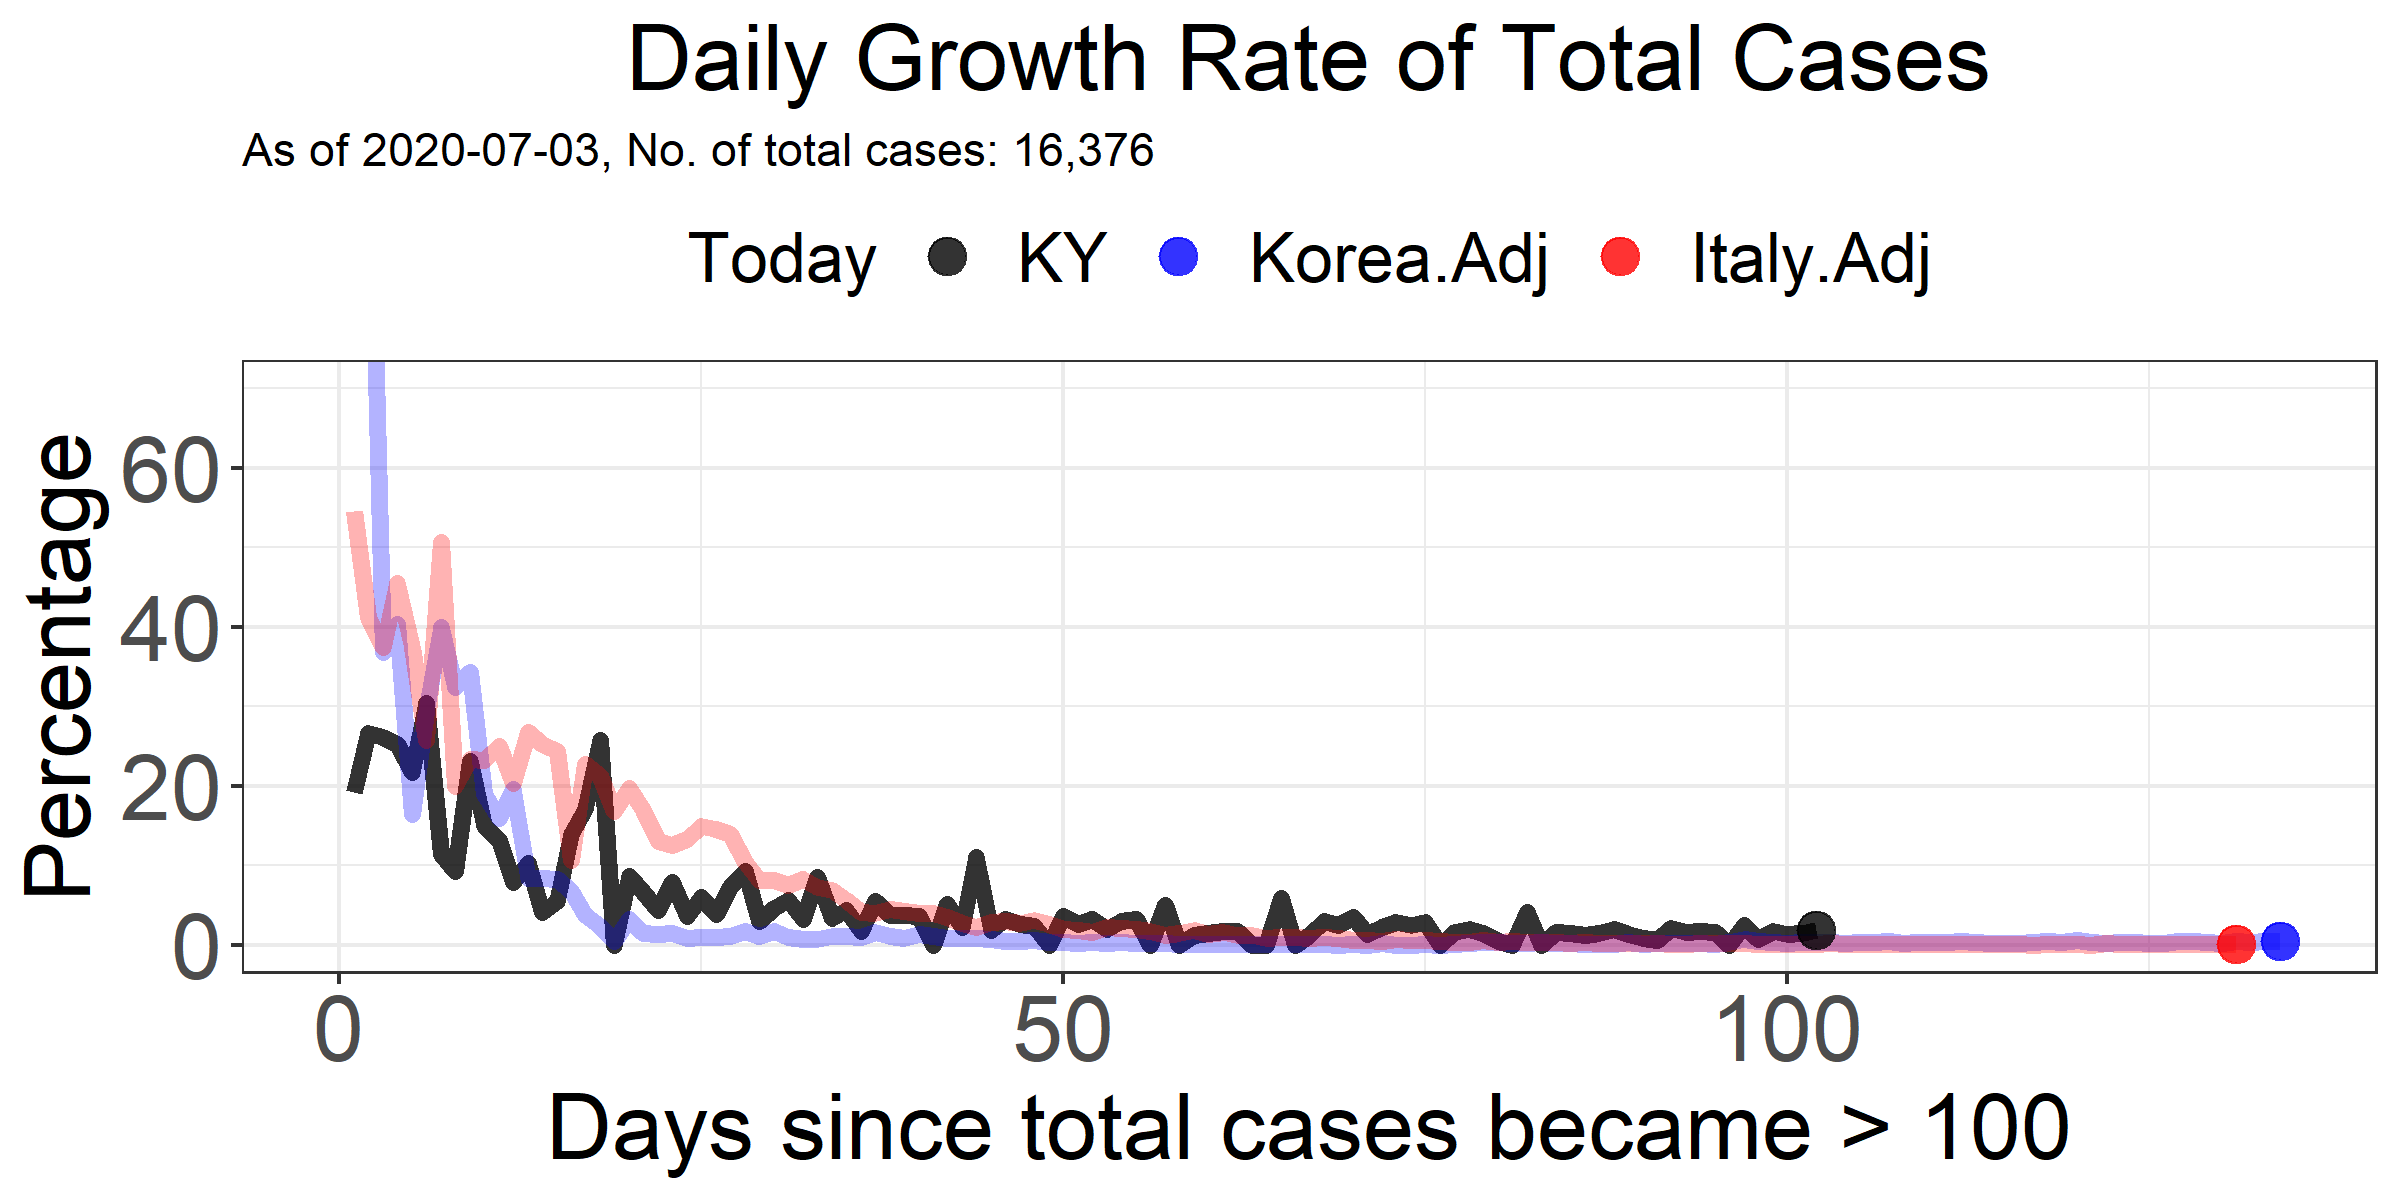 Daily Growth Rate of Total Cases
As of 2020-07-03, No. of total cases: 16,376
Today KY Korea.Adj Italy.Adj
Percentage
60
40
20
0
0 50 100
Days since total cases became > 100